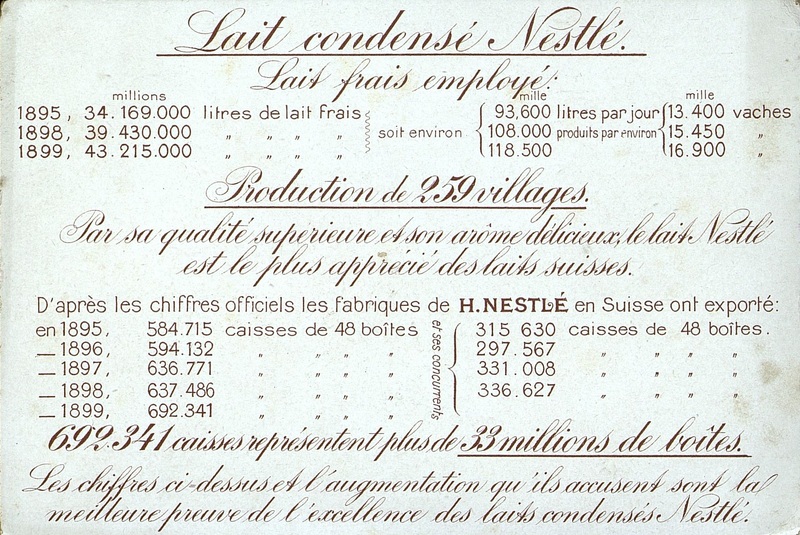 Lait condensé Nestlé.
Lait frais employé:
millions mille mille
1895, 34.169.000 litres de lait frais soit environ 93,600 litres par jour 13.400 vaches
1898, 39.430.000 " " " " 108.000 produits par environ 15.450 "
1899, 43.215.000 " " " " 118.500 16.900 "
Production de 259 villages.
Par sa qualité supérieure et son arôme délicieux, le lait Nestlé
est le plus apprécié des laits suisses.
D'après les chiffres officiels les fabriques de H. NESTLÉ en Suisse ont exporté:
en 1895, 584.715 caisses de 48 boîtes et ses concurrents 315 630 caisses de 48 boîtes.
— 1896, 594.132 " " " " 297.567 " " " "
— 1897, 636.771 " " " " 331.008 " " " "
— 1898, 637.486 " " " " 336.627 " " " "
— 1899, 692.341 " " " "
692.341 caisses représentent plus de 33 millions de boîtes.
Les chiffres ci-dessus et l'augmentation qu'ils accusent sont la
meilleure preuve de l'excellence des laits condensés Nestlé.